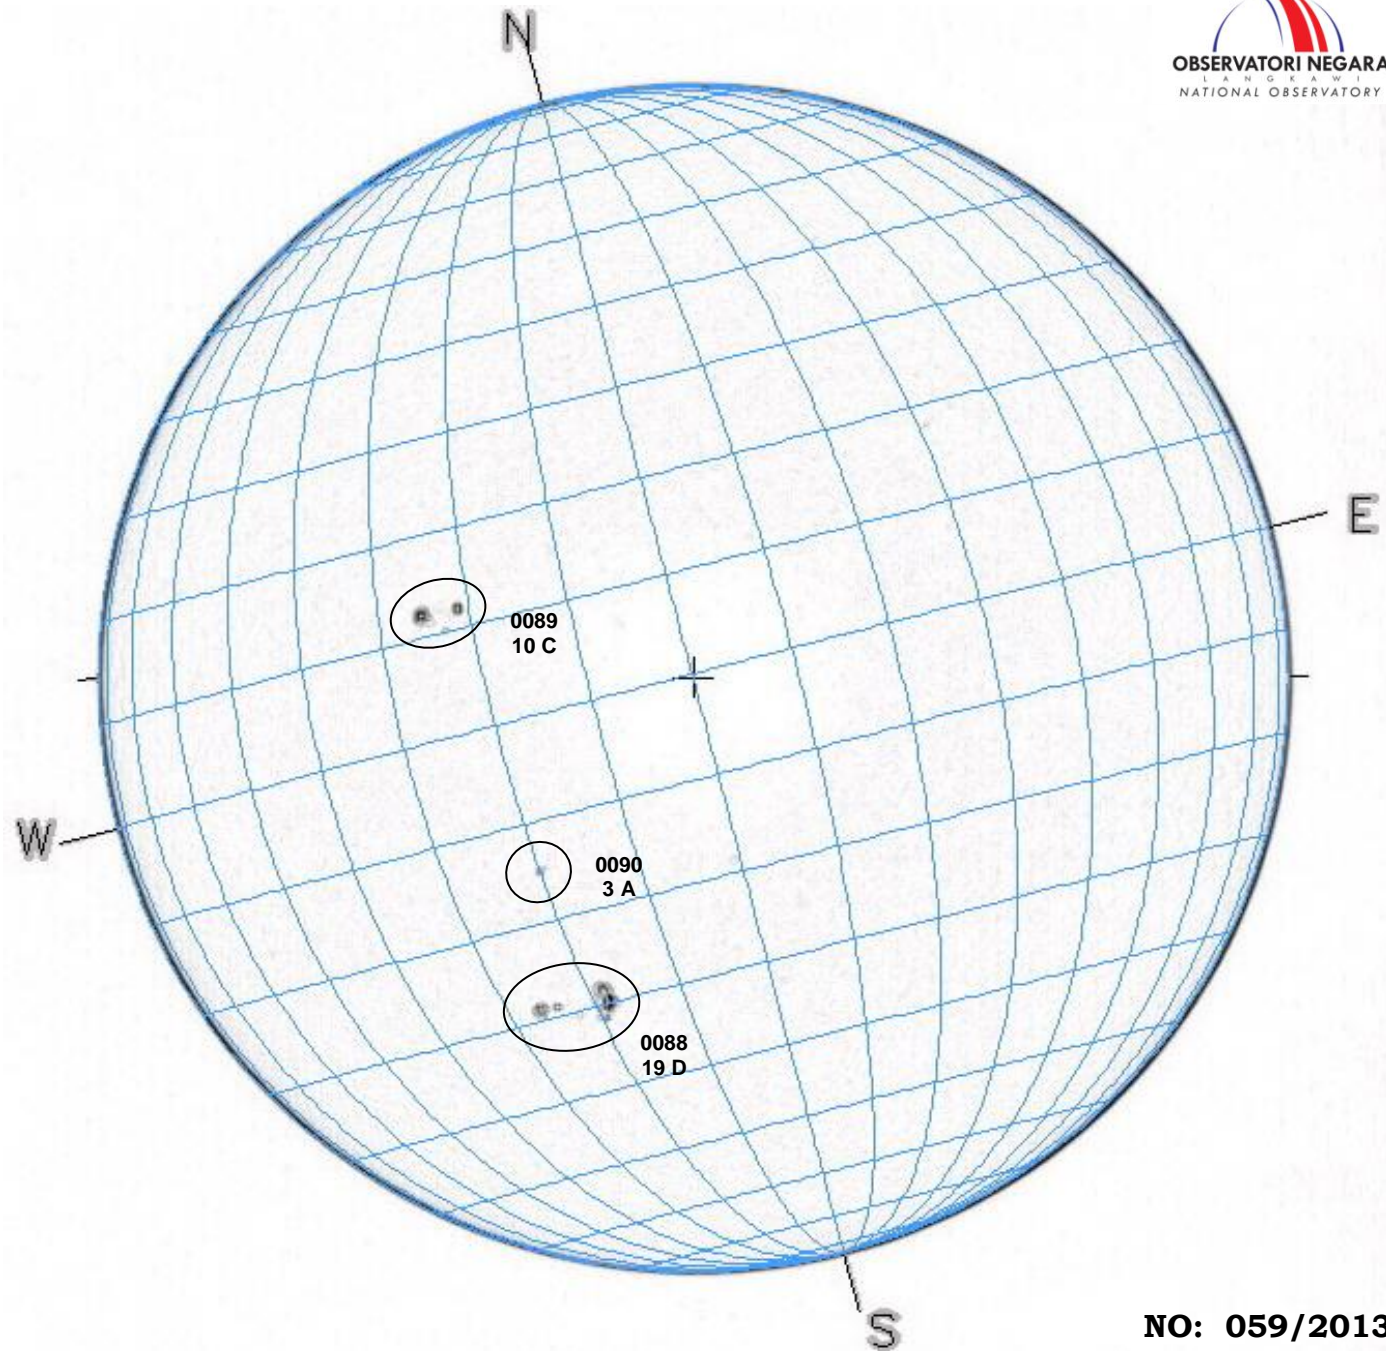 N
OBSERVATORI NEGARA
LANGKAWI
NATIONAL OBSERVATORY
E
0089
10 C
W
0090
3 A
0088
19 D
S
NO: 059/2013